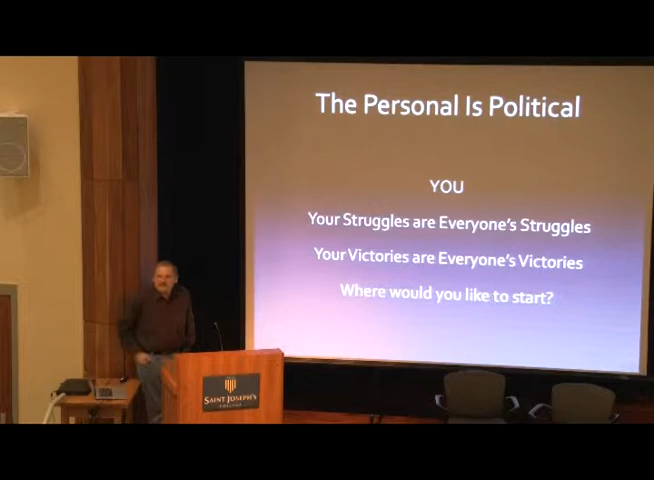 The Personal Is Political
YOU
Your Struggles are Everyone's Struggles
Your Victories are Everyone's Victories
Where would you like to start?
SAINT JOSEPH'S
COLLEGE